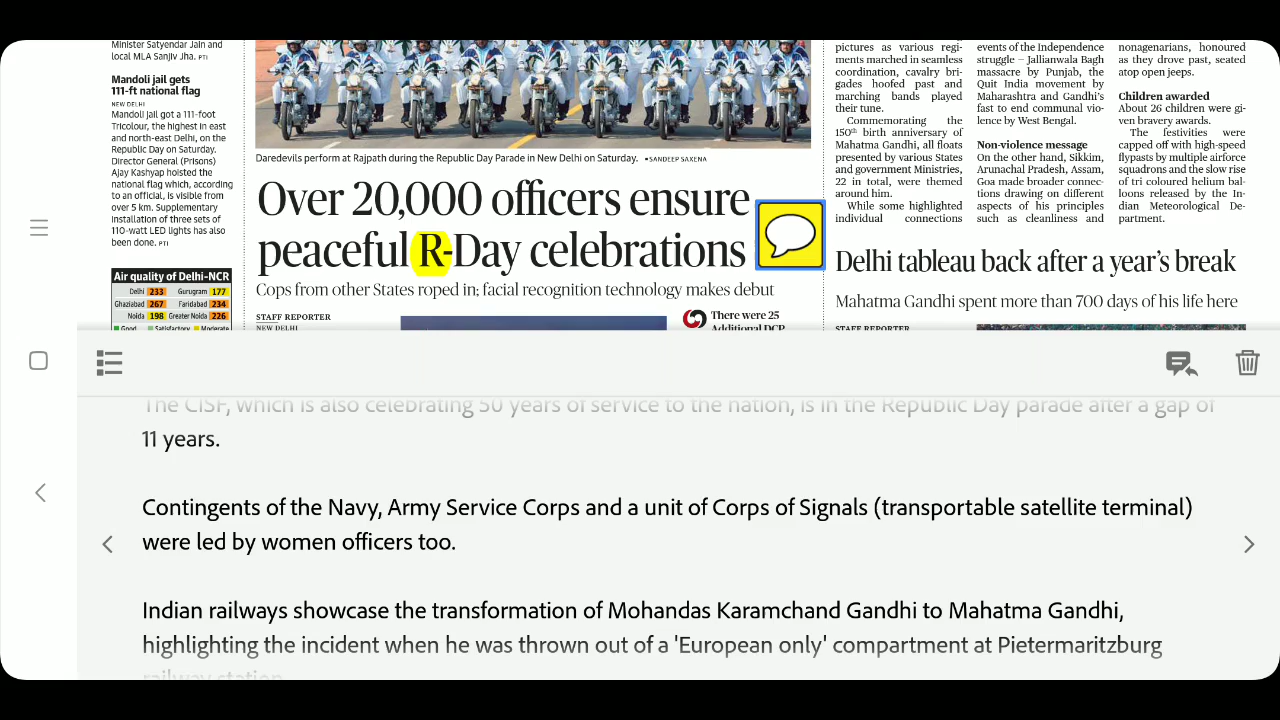 Minister Satyendar Jain and
local MLA Sanjiv Jha. PTI
Mandoli jail gets
111-ft national flag
NEW DELHI
Mandoli jail got a 111-foot
Tricolour, the highest in east
and north-east Delhi, on the
Republic Day on Saturday.
Director General (Prisons)
Ajay Kashyap hoisted the
national flag which, according
to an official, is visible from
over 5 km. Supplementary
installation of three sets of
110-watt LED lights has also
been done. PTI
Air quality of Delhi-NCR
Delhi 233 Gurugram 177
Ghaziabad 267 Faridabad 234
Noida 198 Greater Noida 226
Good Satisfactory Moderate
Daredevils perform at Rajpath during the Republic Day Parade in New Delhi on Saturday. ▪SANDEEP SAXENA
Over 20,000 officers ensure
peaceful R-Day celebrations
Cops from other States roped in; facial recognition technology makes debut
STAFF REPORTER
NEW DELHI
There were 25
Additional DCP
pictures as various regi-
ments marched in seamless
coordination, cavalry bri-
gades hoofed past and
marching bands played
their tune.
Commemorating the
150th birth anniversary of
Mahatma Gandhi, all floats
presented by various States
and government Ministries,
22 in total, were themed
around him.
While some highlighted
individual connections
events of the Independence
struggle – Jallianwala Bagh
massacre by Punjab, the
Quit India movement by
Maharashtra and Gandhi's
fast to end communal vio-
lence by West Bengal.
Non-violence message
On the other hand, Sikkim,
Arunachal Pradesh, Assam,
Goa made broader connec-
tions drawing on different
aspects of his principles
such as cleanliness and
nonagenarians, honoured
as they drove past, seated
atop open jeeps.
Children awarded
About 26 children were gi-
ven bravery awards.
The festivities were
capped off with high-speed
flypasts by multiple airforce
squadrons and the slow rise
of tri coloured helium bal-
loons released by the In-
dian Meteorological De-
partment.
Delhi tableau back after a year's break
Mahatma Gandhi spent more than 700 days of his life here
STAFF REPORTER
The CISF, which is also celebrating 50 years of service to the nation, is in the Republic Day parade after a gap of
11 years.
Contingents of the Navy, Army Service Corps and a unit of Corps of Signals (transportable satellite terminal)
were led by women officers too.
Indian railways showcase the transformation of Mohandas Karamchand Gandhi to Mahatma Gandhi,
highlighting the incident when he was thrown out of a 'European only' compartment at Pietermaritzburg
railway station